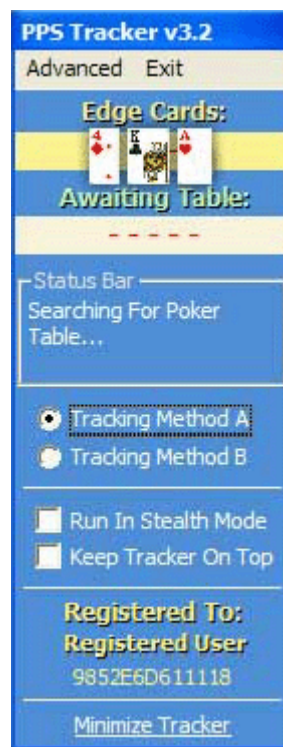 PPS Tracker v3.2
Advanced Exit
Edge Cards:
4 K A
Awaiting Table:
- - - - -
Status Bar
Searching For Poker
Table...
Tracking Method A
Tracking Method B
Run In Stealth Mode
Keep Tracker On Top
Registered To:
Registered User
9852E6D611118
Minimize Tracker